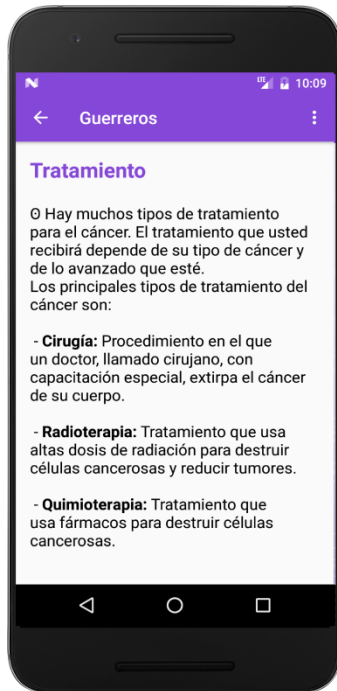 N LTE 10:09
Guerreros
Tratamiento
ʘ Hay muchos tipos de tratamiento
para el cáncer. El tratamiento que usted
recibirá depende de su tipo de cáncer y
de lo avanzado que esté.
Los principales tipos de tratamiento del
cáncer son:
- Cirugía: Procedimiento en el que
un doctor, llamado cirujano, con
capacitación especial, extirpa el cáncer
de su cuerpo.
- Radioterapia: Tratamiento que usa
altas dosis de radiación para destruir
células cancerosas y reducir tumores.
- Quimioterapia: Tratamiento que
usa fármacos para destruir células
cancerosas.